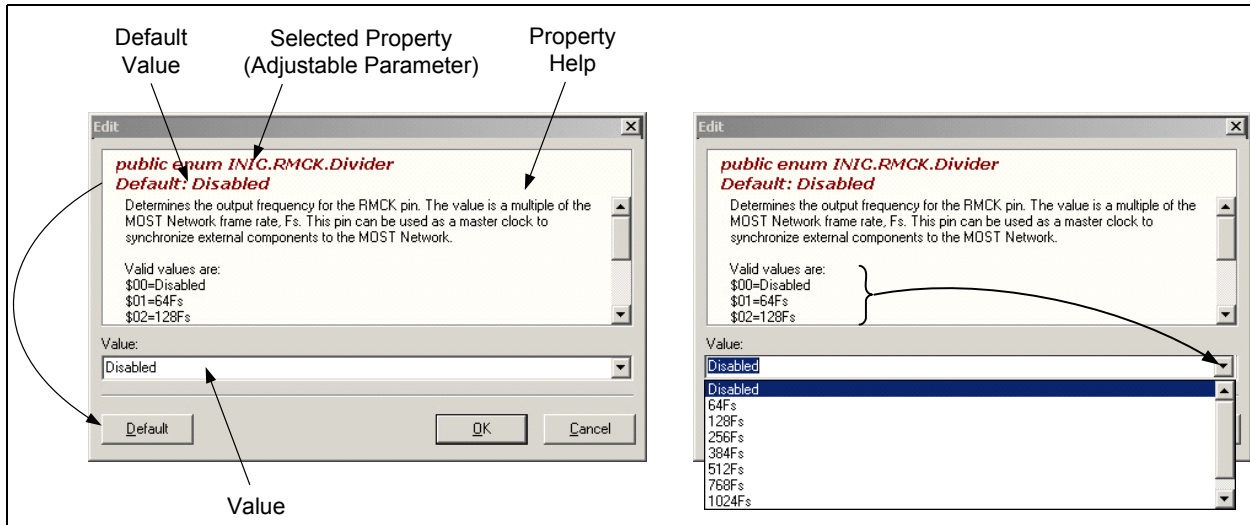 Default
Value
Selected Property
(Adjustable Parameter)
Property
Help
Edit
public enum INIC.RMCK.Divider
Default: Disabled
Determines the output frequency for the RMCK pin. The value is a multiple of the
MOST Network frame rate, Fs. This pin can be used as a master clock to
synchronize external components to the MOST Network.
Valid values are:
$00=Disabled
$01=64Fs
$02=128Fs
Value:
Disabled
Default
OK
Cancel
Value
Edit
public enum INIC.RMCK.Divider
Default: Disabled
Determines the output frequency for the RMCK pin. The value is a multiple of the
MOST Network frame rate, Fs. This pin can be used as a master clock to
synchronize external components to the MOST Network.
Valid values are:
$00=Disabled
$01=64Fs
$02=128Fs
Value:
Disabled
Disabled
64Fs
128Fs
256Fs
384Fs
512Fs
768Fs
1024Fs